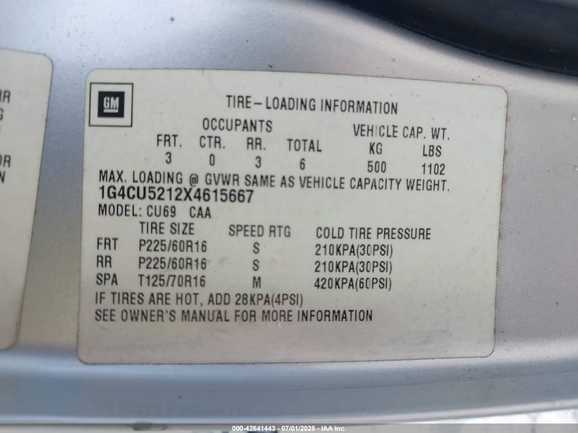 GM
TIRE-LOADING INFORMATION
OCCUPANTS VEHICLE CAP. WT.
FRT. CTR. RR. TOTAL KG LBS
3 0 3 6 500 1102
MAX. LOADING @ GVWR SAME AS VEHICLE CAPACITY WEIGHT.
1G4CU5212X4615667
MODEL: CU69 CAA
TIRE SIZE SPEED RTG COLD TIRE PRESSURE
FRT P225/60R16 S 210KPA(30PSI)
RR P225/60R16 S 210KPA(30PSI)
SPA T125/70R16 M 420KPA(60PSI)
IF TIRES ARE HOT, ADD 28KPA(4PSI)
SEE OWNER'S MANUAL FOR MORE INFORMATION
000-42541443 07/01/2025 IAA Inc.